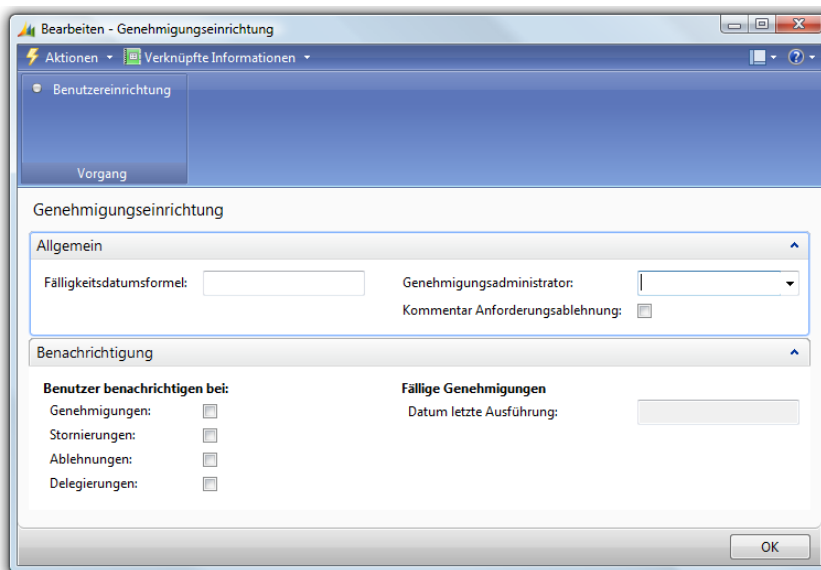 Bearbeiten - Genehmigungseinrichtung
Aktionen Verknüpfte Informationen
Benutzereinrichtung
Vorgang
Genehmigungseinrichtung
Allgemein
Fälligkeitsdatumsformel: Genehmigungsadministrator:
Kommentar Anforderungsablehnung:
Benachrichtigung
Benutzer benachrichtigen bei: Fällige Genehmigungen
Genehmigungen: Datum letzte Ausführung:
Stornierungen:
Ablehnungen:
Delegierungen:
OK